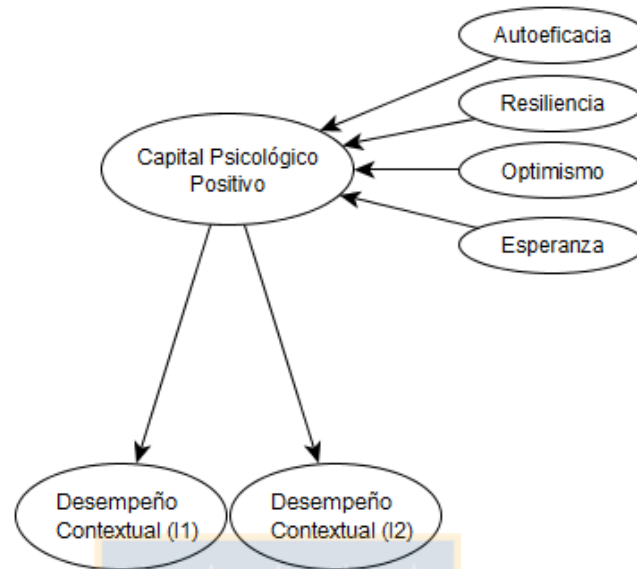 Autoeficacia
Resiliencia
Capital Psicológico
Positivo
Optimismo
Esperanza
Desempeño
Contextual (I1)
Desempeño
Contextual (I2)